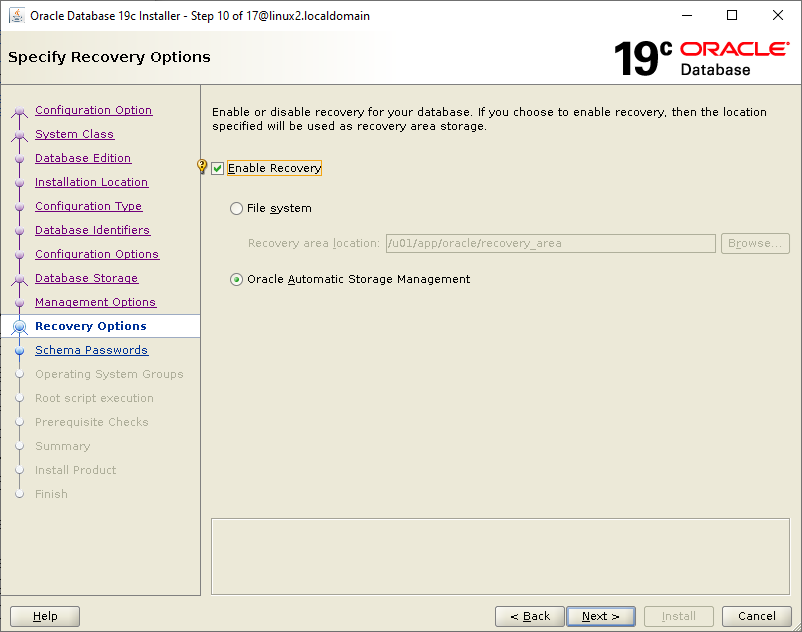 Oracle Database 19c Installer - Step 10 of 17@linux2.localdomain
Specify Recovery Options
19c ORACLE
Database
Configuration Option
System Class
Database Edition
Installation Location
Configuration Type
Database Identifiers
Configuration Options
Database Storage
Management Options
Recovery Options
Schema Passwords
Operating System Groups
Root script execution
Prerequisite Checks
Summary
Install Product
Finish
Enable or disable recovery for your database. If you choose to enable recovery, then the location
specified will be used as recovery area storage.
Enable Recovery
File system
Recovery area location: /u01/app/oracle/recovery_area Browse...
Oracle Automatic Storage Management
Help < Back Next > Install Cancel